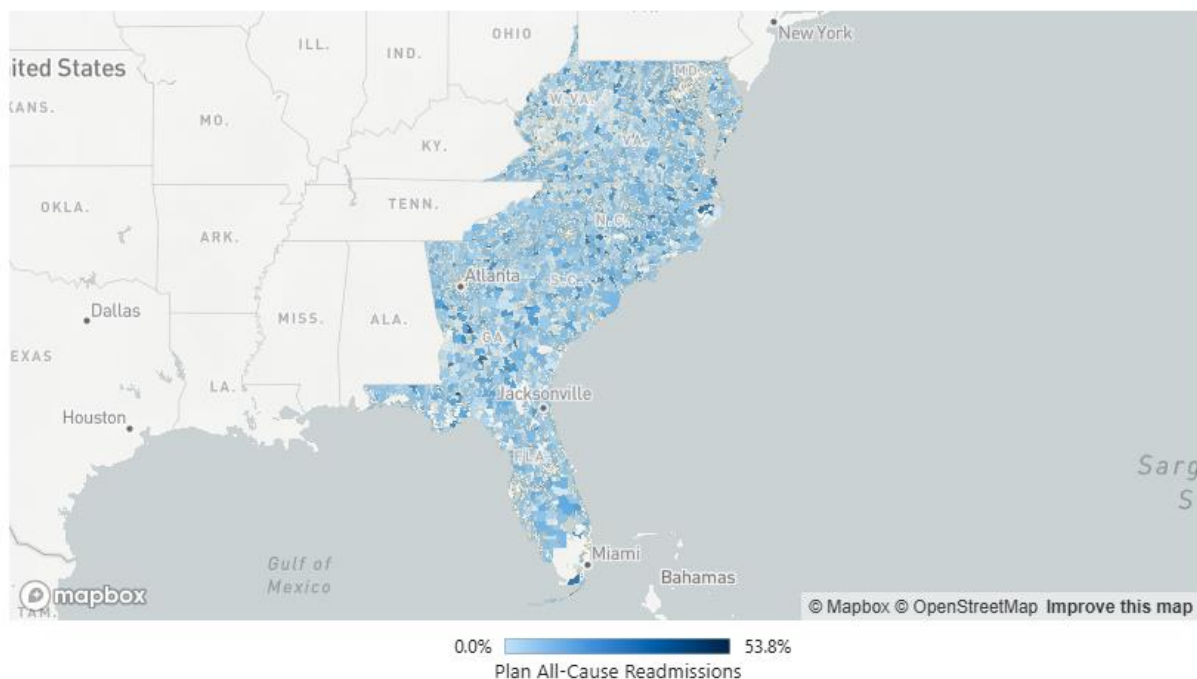 New York
OHIO
ILL.
IND.
ited States
MD.
W.VA.
KANS.
MO.
VA.
KY.
OKLA.
TENN.
N.C.
ARK.
Atlanta
S.C.
Dallas
MISS.
ALA.
GA.
EXAS
LA.
Jacksonville
Houston
FLA.
Sarg
S
Gulf of
Mexico
Miami
Bahamas
mapbox
TAM.
© Mapbox © OpenStreetMap Improve this map
0.0% 53.8%
Plan All-Cause Readmissions